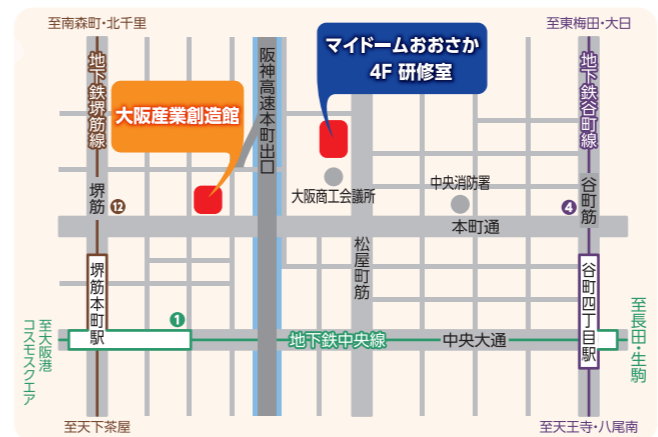 至南森町・北千里
至東梅田・大日
地下鉄堺筋線
阪神高速本町出口
マイドームおおさか
4F 研修室
地下鉄谷町線
大阪産業創造館
大阪商工会議所
中央消防署
堺筋
⓬
谷町筋
❹
本町通
松屋町筋
堺筋本町駅
谷町四丁目駅
至大阪港
コスモスクエア
❶
地下鉄中央線
中央大通
至長田・生駒
至天下茶屋
至天王寺・八尾南